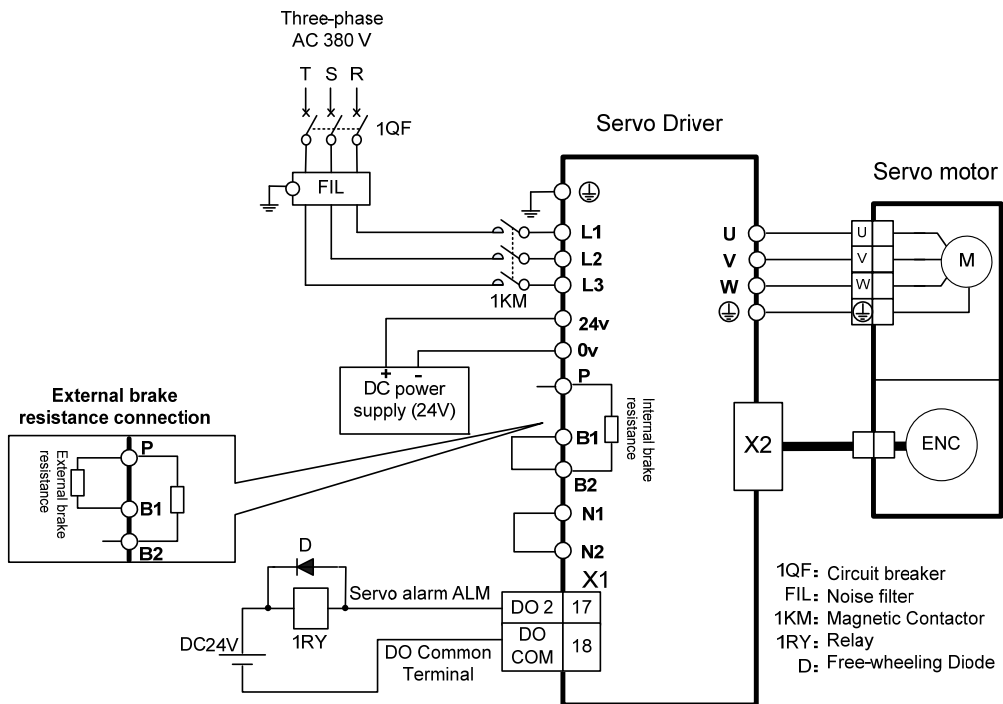 Three-phase
AC 380 V
T S R
1QF
FIL
Servo Driver
Servo motor
L1
L2
L3
1KM
24v
0v
+ -
DC power
supply (24V)
P
B1
B2
Internal brake
resistance
N1
N2
U
V
W
U
V
W
M
X2
ENC
External brake
resistance connection
P
B1
B2
External brake
resistance
D
1RY
DC24V
Servo alarm ALM
DO Common
Terminal
X1
DO 2 17
DO
COM 18
1QF: Circuit breaker
FIL: Noise filter
1KM: Magnetic Contactor
1RY: Relay
D: Free-wheeling Diode